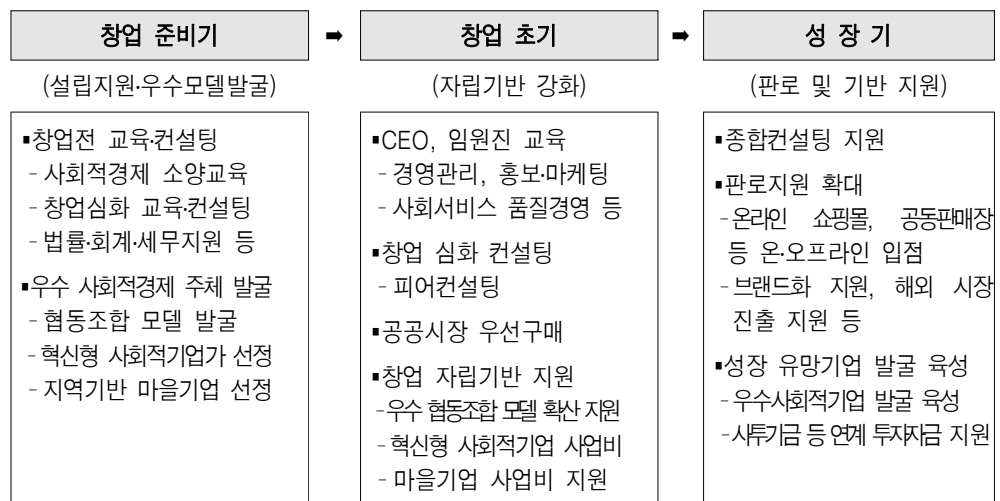 창업 준비기
➡
창업 초기
➡
성 장 기
(설립지원·우수모델발굴)
(자립기반 강화)
(판로 및 기반 지원)
▪창업전 교육·컨설팅
- 사회적경제 소양교육
- 창업심화 교육·컨설팅
- 법률·회계·세무지원 등
▪우수 사회적경제 주체 발굴
- 협동조합 모델 발굴
- 혁신형 사회적기업가 선정
- 지역기반 마을기업 선정
▪CEO, 임원진 교육
- 경영관리, 홍보·마케팅
- 사회서비스 품질경영 등
▪창업 심화 컨설팅
- 피어컨설팅
▪공공시장 우선구매
▪창업 자립기반 지원
- 우수 협동조합 모델 확산 지원
- 혁신형 사회적기업 사업비
- 마을기업 사업비 지원
▪종합컨설팅 지원
▪판로지원 확대
- 온라인 쇼핑몰, 공동판매장
등 온·오프라인 입점
- 브랜드화 지원, 해외 시장
진출 지원 등
▪성장 유망기업 발굴 육성
- 우수사회적기업 발굴 육성
- 사투기금 등 연계 투자자금 지원